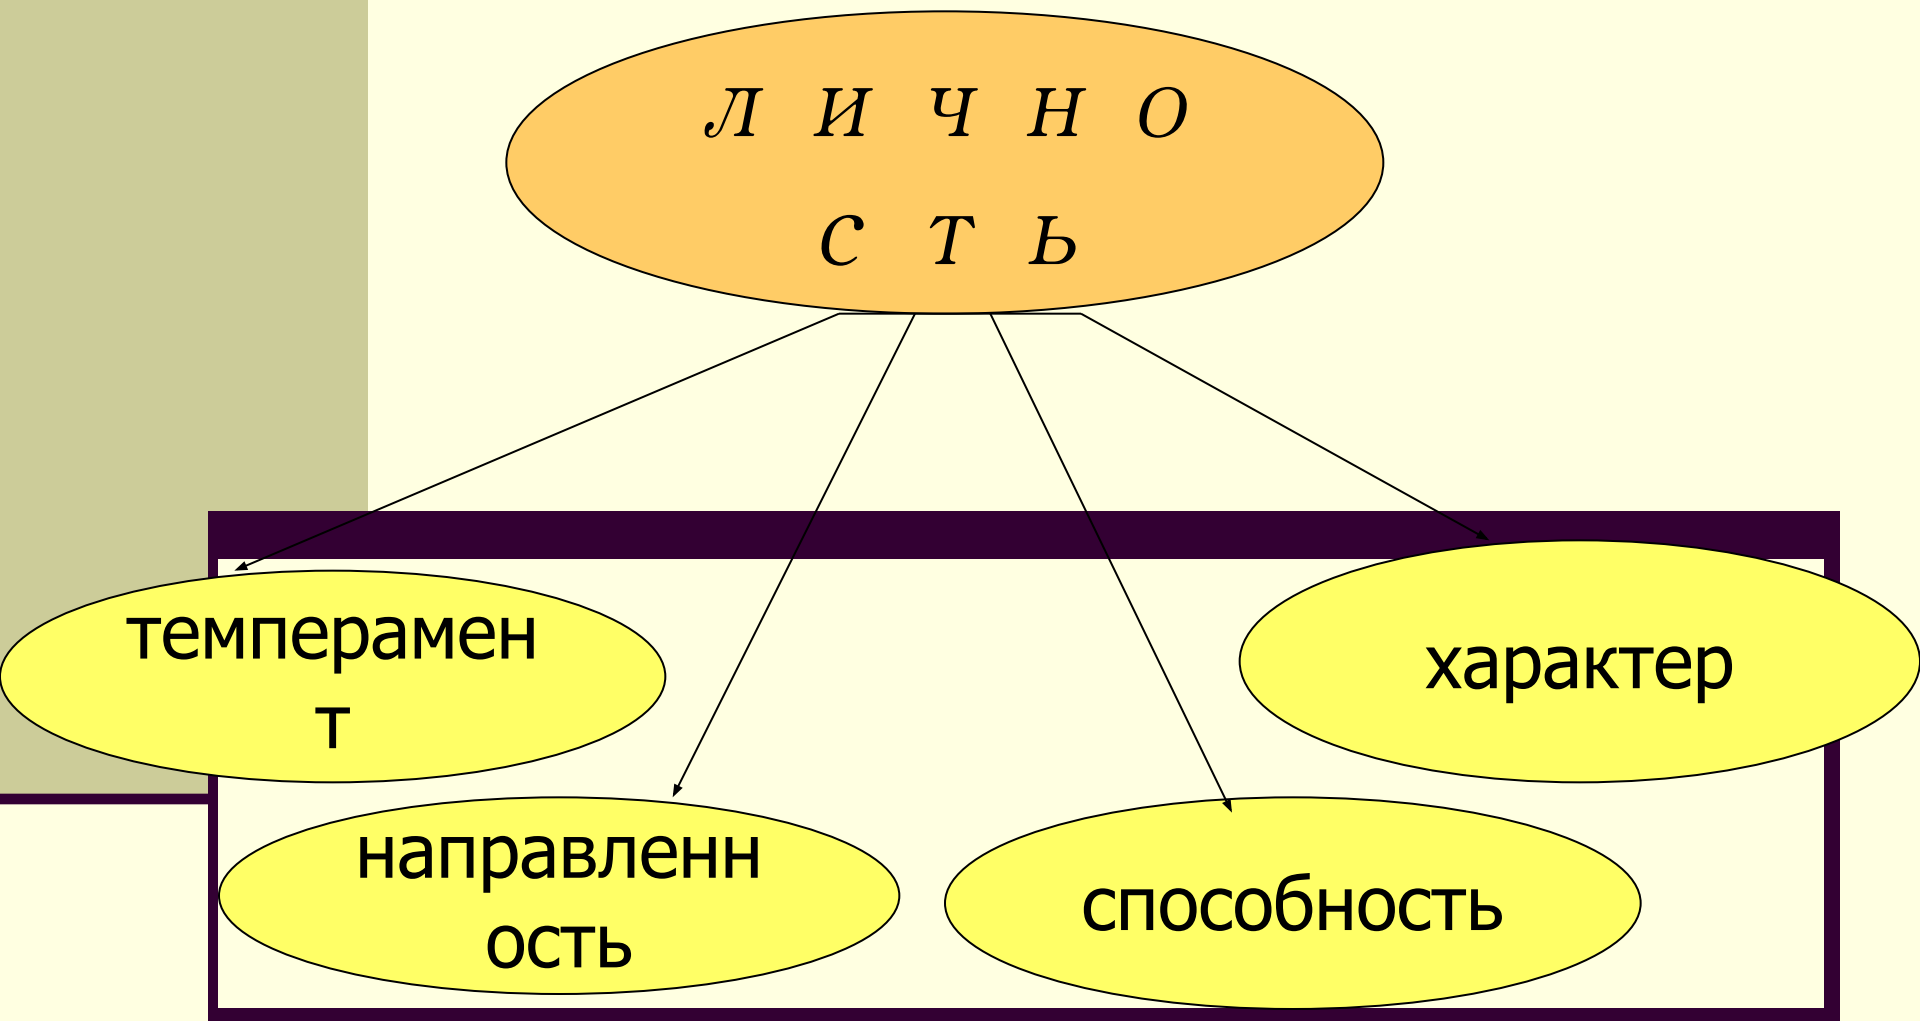 Л И Ч Н О
С Т Ь
темперамен
т
характер
направленн
ость
способность